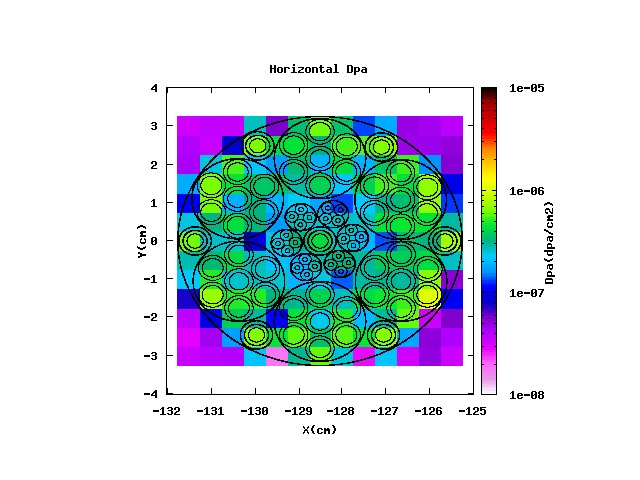 Horizontal Dpa
4
3
2
1
0
-1
-2
-3
-4
Y(cm)
-132 -131 -130 -129 -128 -127 -126 -125
X(cm)
1e-05
1e-06
1e-07
1e-08
Dpa(dpa/cm2)